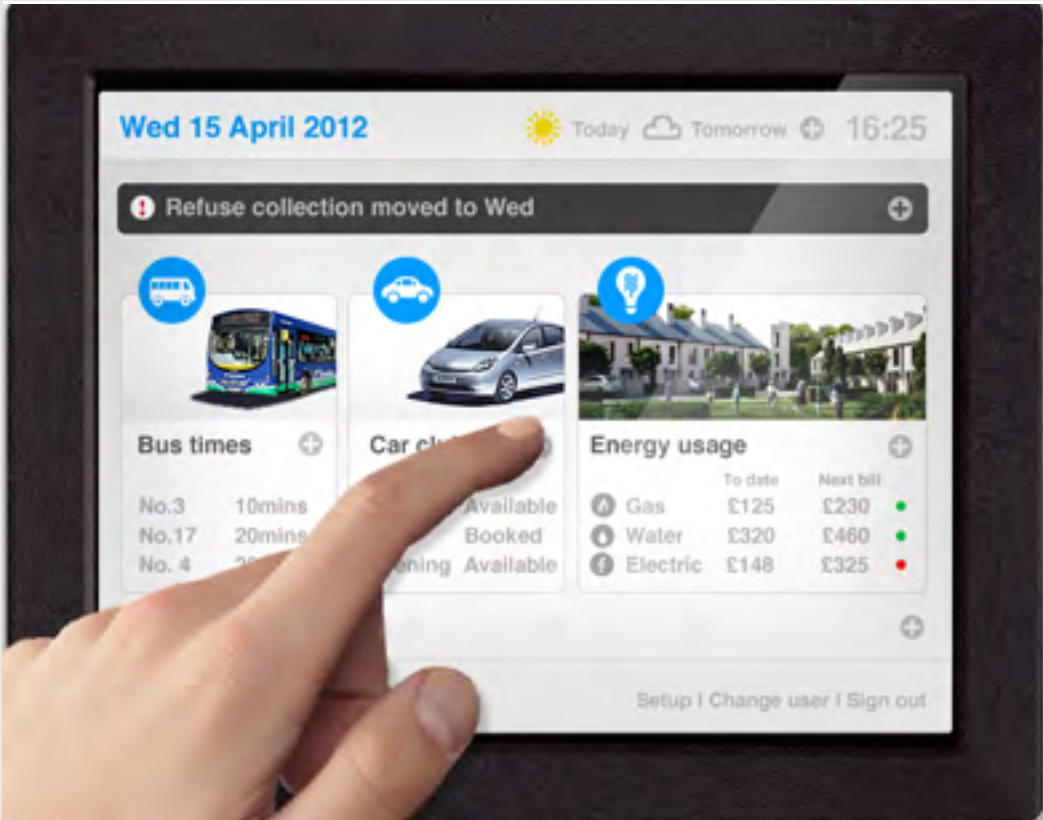 Wed 15 April 2012
Today Tomorrow 16:25
Refuse collection moved to Wed
Bus times
No.3 10mins
No.17 20mins
No. 4
Car
Available
Booked
Available
Energy usage
To date Next bill
Gas £125 £230
Water £320 £460
Electric £148 £325
Setup | Change user | Sign out